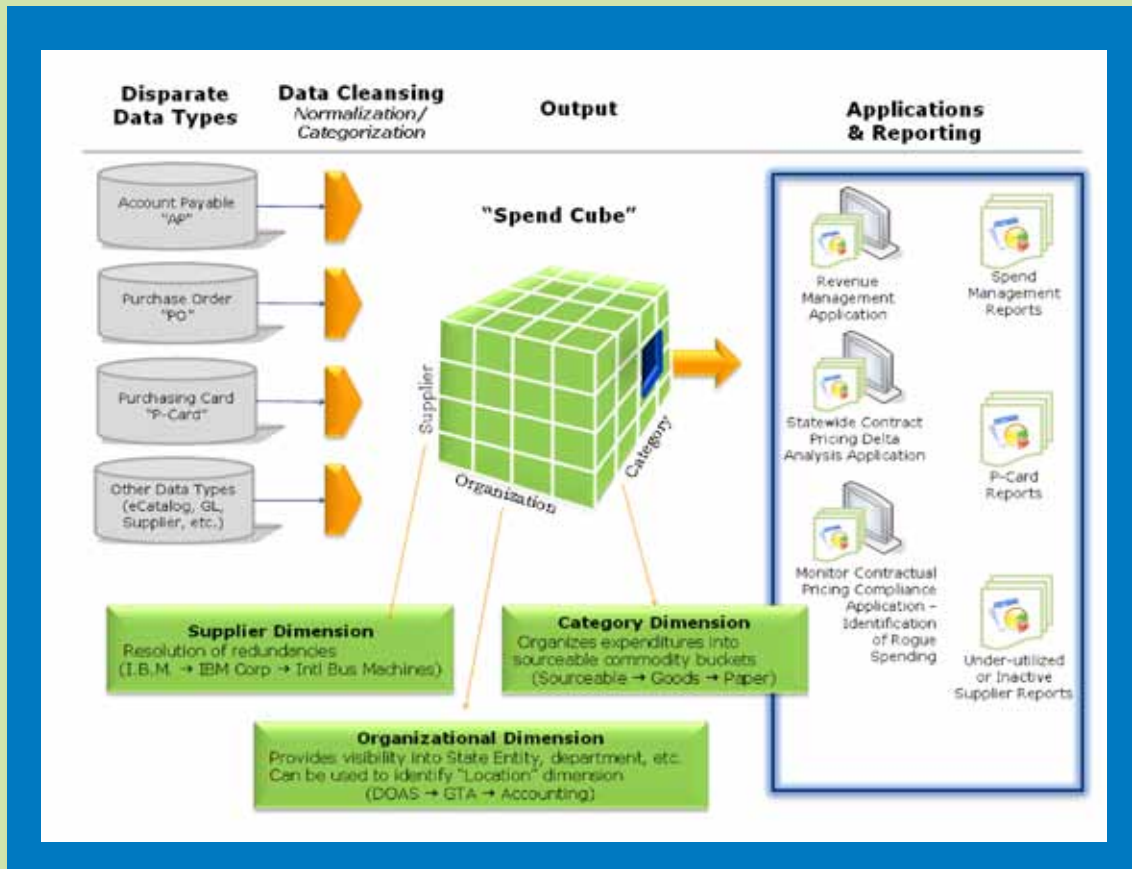 Disparate
Data Types
Data Cleansing
Normalization/
Categorization
Output
Applications
& Reporting
Account Payable
"AP"
Purchase Order
"PO"
Purchasing Card
"P-Card"
Other Data Types
(eCatalog, GL,
Supplier, etc.)
"Spend Cube"
Supplier
Organization
Category
Revenue
Management
Application
Spend
Management
Reports
Statewide Contract
Pricing Delta
Analysis Application
P-Card
Reports
Monitor Contractual
Pricing Compliance
Application –
Identification
of Rogue
Spending
Under-utilized
or Inactive
Supplier Reports
Supplier Dimension
Resolution of redundancies
(I.B.M. → IBM Corp → Intl Bus Machines)
Category Dimension
Organizes expenditures into
sourceable commodity buckets
(Sourceable → Goods → Paper)
Organizational Dimension
Provides visibility into State Entity, department, etc.
Can be used to identify "Location" dimension
(DOAS → GTA → Accounting)